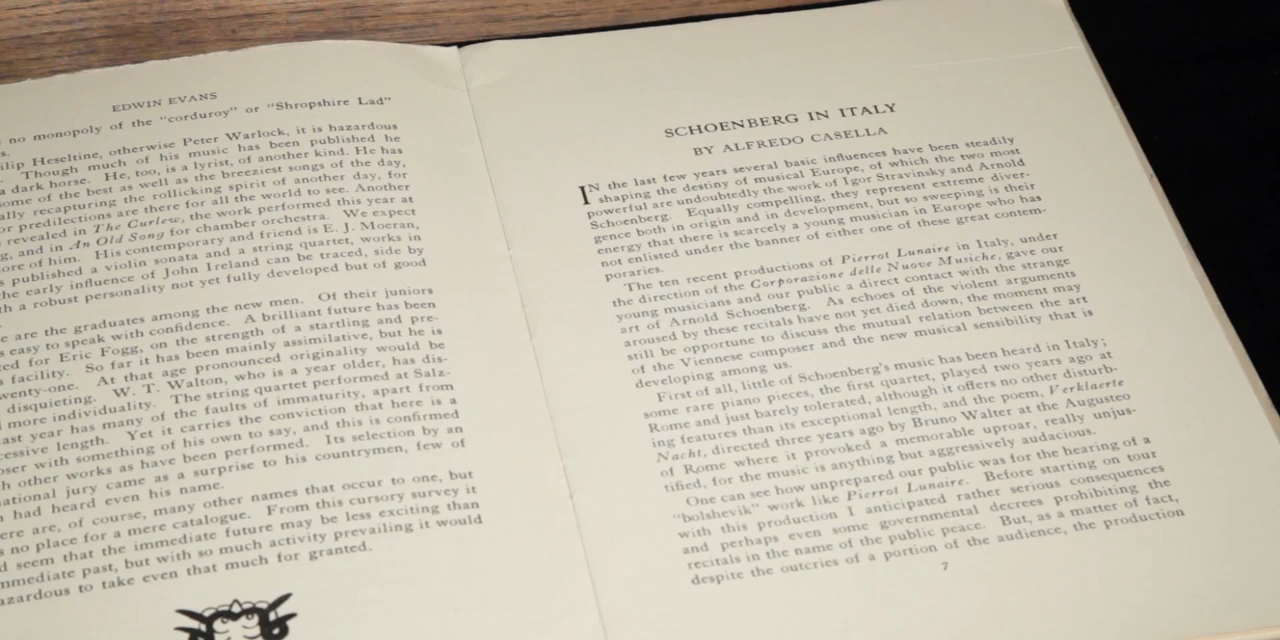 EDWIN EVANS
no monopoly of the "corduroy" or "Shropshire Lad"
ilip Heseltine, otherwise Peter Warlock, it is hazardous
Though much of his music has been published he
a dark horse. He, too, is a lyrist, of another kind. He has
some of the best as well as the breeziest songs of the day,
ally recapturing the rollicking spirit of another day, for
or predilections are there for all the world to see. Another
revealed in The Curlew, the work performed this year at
g, and in An Old Song for chamber orchestra. We expect
ore of him. His contemporary and friend is E. J. Moeran,
s published a violin sonata and a string quartet, works in
the early influence of John Ireland can be traced, side by
th a robust personality not yet fully developed but of good
e are the graduates among the new men. Of their juniors
s easy to speak with confidence. A brilliant future has been
ted for Eric Fogg, on the strength of a startling and pre-
s facility. So far it has been mainly assimilative, but he is
wenty-one. At that age pronounced originality would be
disquieting. W. T. Walton, who is a year older, has dis-
more individuality. The string quartet performed at Salz-
ast year has many of the faults of immaturity, apart from
cessive length. Yet it carries the conviction that here is a
oser with something of his own to say, and this is confirmed
h other works as have been performed. Its selection by an
national jury came as a surprise to his countrymen, few of
n had heard even his name.
ere are, of course, many other names that occur to one, but
s no place for a mere catalogue. From this cursory survey it
d seem that the immediate future may be less exciting than
mmediate past, but with so much activity prevailing it would
azardous to take even that much for granted.
SCHOENBERG IN ITALY
BY ALFREDO CASELLA
IN the last few years several basic influences have been steadily
shaping the destiny of musical Europe, of which the two most
powerful are undoubtedly the work of Igor Stravinsky and Arnold
Schoenberg. Equally compelling, they represent extreme diver-
gence both in origin and in development, but so sweeping is their
energy that there is scarcely a young musician in Europe who has
not enlisted under the banner of either one of these great contem-
poraries.
The ten recent productions of Pierrot Lunaire in Italy, under
the direction of the Corporazione delle Nuove Musiche, gave our
young musicians and our public a direct contact with the strange
art of Arnold Schoenberg. As echoes of the violent arguments
aroused by these recitals have not yet died down, the moment may
still be opportune to discuss the mutual relation between the art
of the Viennese composer and the new musical sensibility that is
developing among us.
First of all, little of Schoenberg's music has been heard in Italy;
some rare piano pieces, the first quartet, played two years ago at
Rome and just barely tolerated, although it offers no other disturb-
ing features than its exceptional length, and the poem, Verklaerte
Nacht, directed three years ago by Bruno Walter at the Augusteo
of Rome where it provoked a memorable uproar, really unjus-
tified, for the music is anything but aggressively audacious.
One can see how unprepared our public was for the hearing of a
"bolshevik" work like Pierrot Lunaire. Before starting on tour
with this production I anticipated rather serious consequences
and perhaps even some governmental decrees prohibiting the
recitals in the name of the public peace. But, as a matter of fact,
despite the outcries of a portion of the audience, the production
7